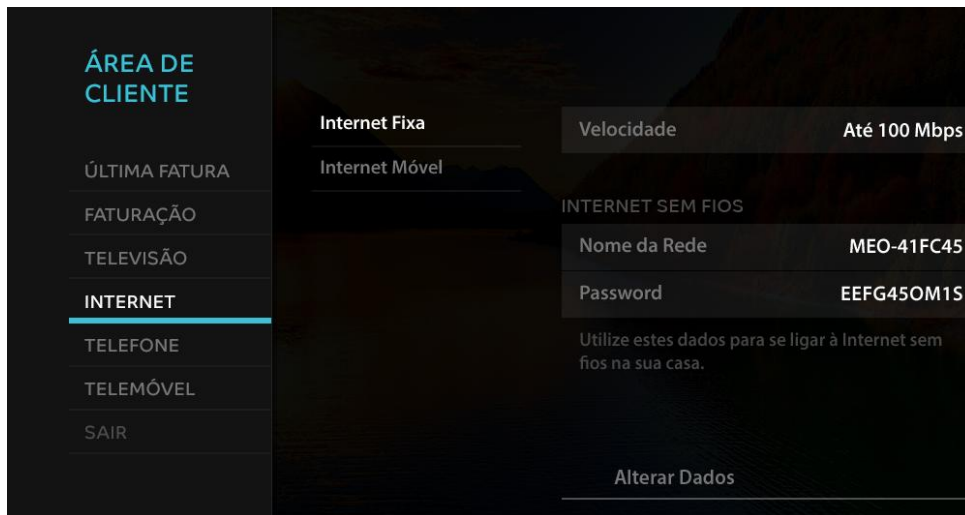 ÁREA DE
CLIENTE
ÚLTIMA FATURA
FATURAÇÃO
TELEVISÃO
INTERNET
TELEFONE
TELEMÓVEL
SAIR
Internet Fixa
Internet Móvel
Velocidade Até 100 Mbps
INTERNET SEM FIOS
Nome da Rede MEO-41FC45
Password EEFG45OM1S
Utilize estes dados para se ligar à Internet sem
fios na sua casa.
Alterar Dados